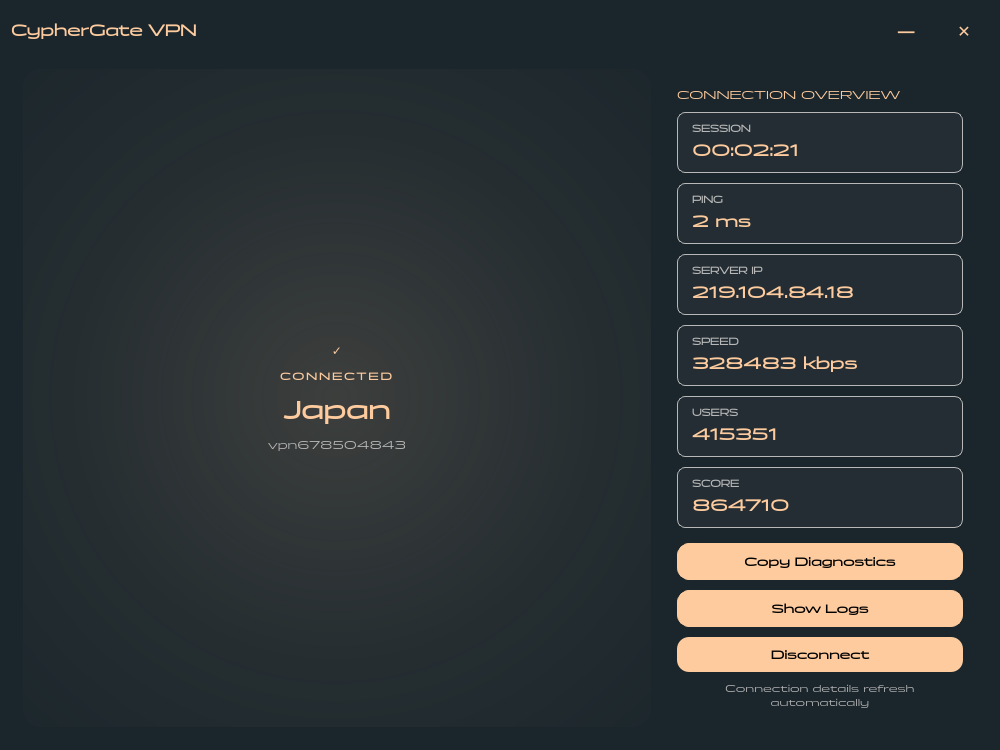 CypherGate VPN
✓
CONNECTED
Japan
vpn678504843
CONNECTION OVERVIEW
SESSION
00:02:21
PING
2 ms
SERVER IP
219.104.84.18
SPEED
328483 kbps
USERS
415351
SCORE
864710
Copy Diagnostics
Show Logs
Disconnect
Connection details refresh
automatically